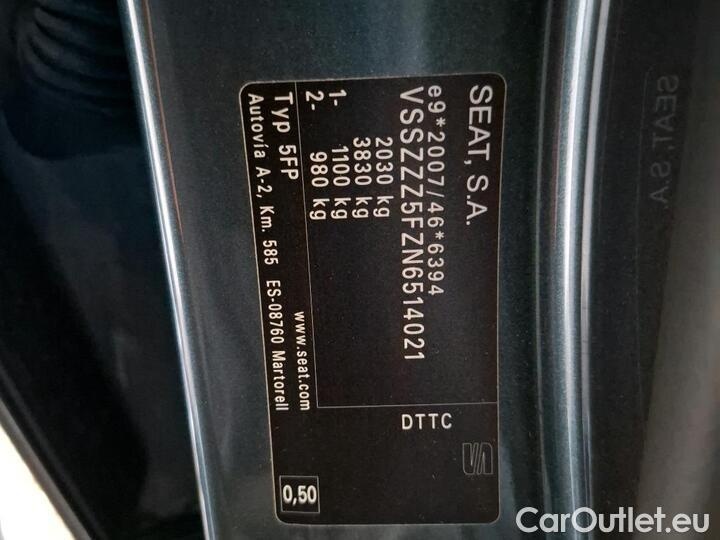 SEAT, S.A.
e9*2007/46*6394
VSSZZZ5FZN6514021
2030 kg
3830 kg
1- 1100 kg
2- 980 kg
DTTC
Typ 5FP
www.seat.com
Autovía A-2, Km. 585 ES-08760 Martorell
0,50
SEAT, S.A
CarOutlet.eu